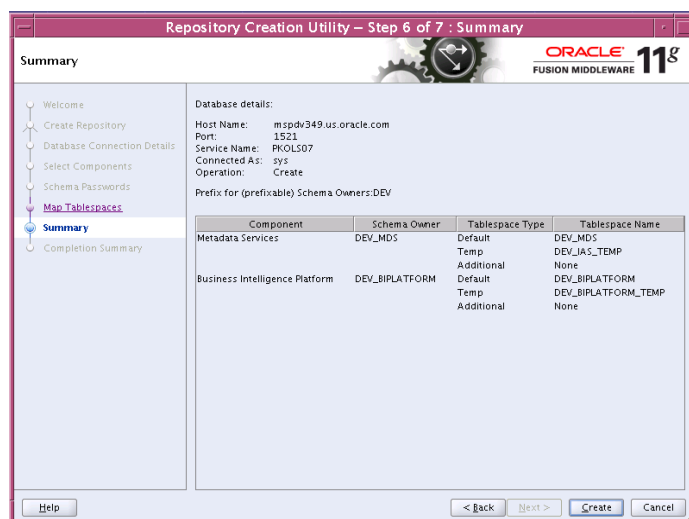 Repository Creation Utility – Step 6 of 7 : Summary
Summary
ORACLE
FUSION MIDDLEWARE
11g
Welcome
Create Repository
Database Connection Details
Select Components
Schema Passwords
Map Tablespaces
Summary
Completion Summary
Database details:
Host Name: mspdv349.us.oracle.com
Port: 1521
Service Name: PKOLS07
Connected As: sys
Operation: Create
Prefix for (prefixable) Schema Owners:DEV
Component Schema Owner Tablespace Type Tablespace Name
Metadata Services DEV_MDS Default DEV_MDS
Temp DEV_IAS_TEMP
Additional None
Business Intelligence Platform DEV_BIPLATFORM Default DEV_BIPLATFORM
Temp DEV_BIPLATFORM_TEMP
Additional None
Help < Back Next > Create Cancel